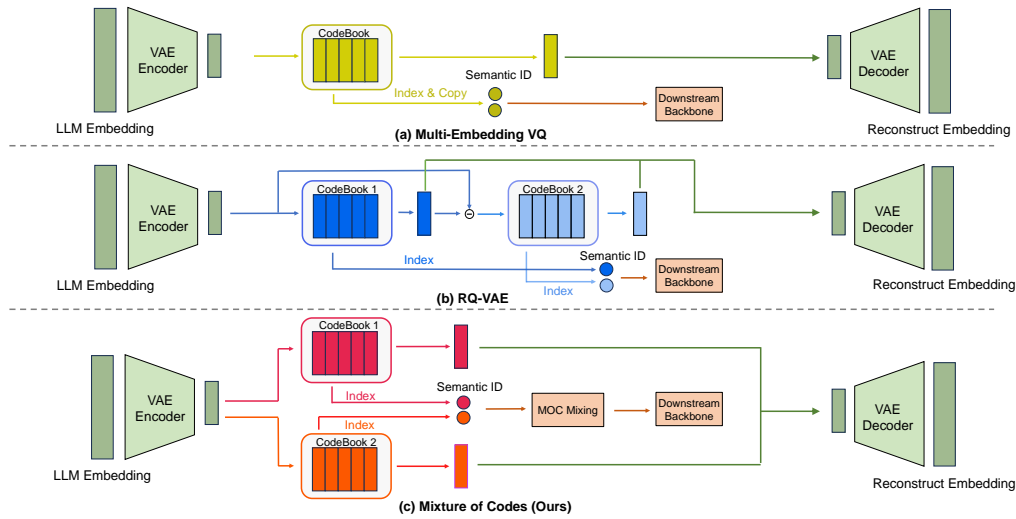 VAE
Encoder
LLM Embedding
CodeBook
Index & Copy
Semantic ID
Downstream
Backbone
VAE
Decoder
Reconstruct Embedding
(a) Multi-Embedding VQ
VAE
Encoder
LLM Embedding
CodeBook 1
CodeBook 2
Index
Index
Semantic ID
Downstream
Backbone
VAE
Decoder
Reconstruct Embedding
(b) RQ-VAE
VAE
Encoder
LLM Embedding
CodeBook 1
Index
Semantic ID
Index
CodeBook 2
MOC Mixing
Downstream
Backbone
VAE
Decoder
Reconstruct Embedding
(c) Mixture of Codes (Ours)